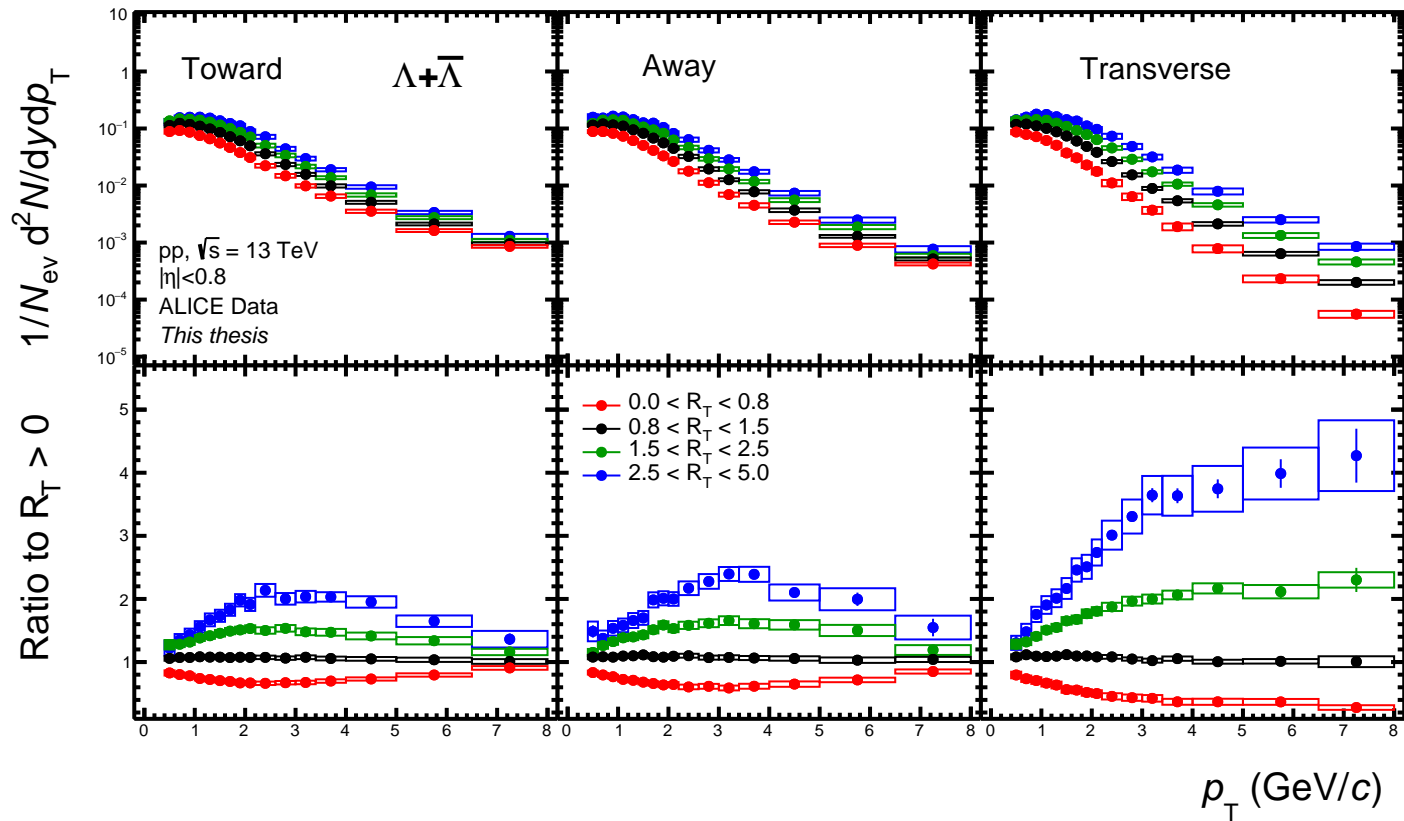 1/N_ev d²N/dydp_T
10
1
10⁻¹
10⁻²
10⁻³
10⁻⁴
10⁻⁵
Toward
Λ+Λ̅
pp, √s = 13 TeV
|η|<0.8
ALICE Data
This thesis
Away
Transverse
Ratio to R_T > 0
5
4
3
2
1
0.0 < R_T < 0.8
0.8 < R_T < 1.5
1.5 < R_T < 2.5
2.5 < R_T < 5.0
0 1 2 3 4 5 6 7 8
0 1 2 3 4 5 6 7 8
0 1 2 3 4 5 6 7 8
p_T (GeV/c)